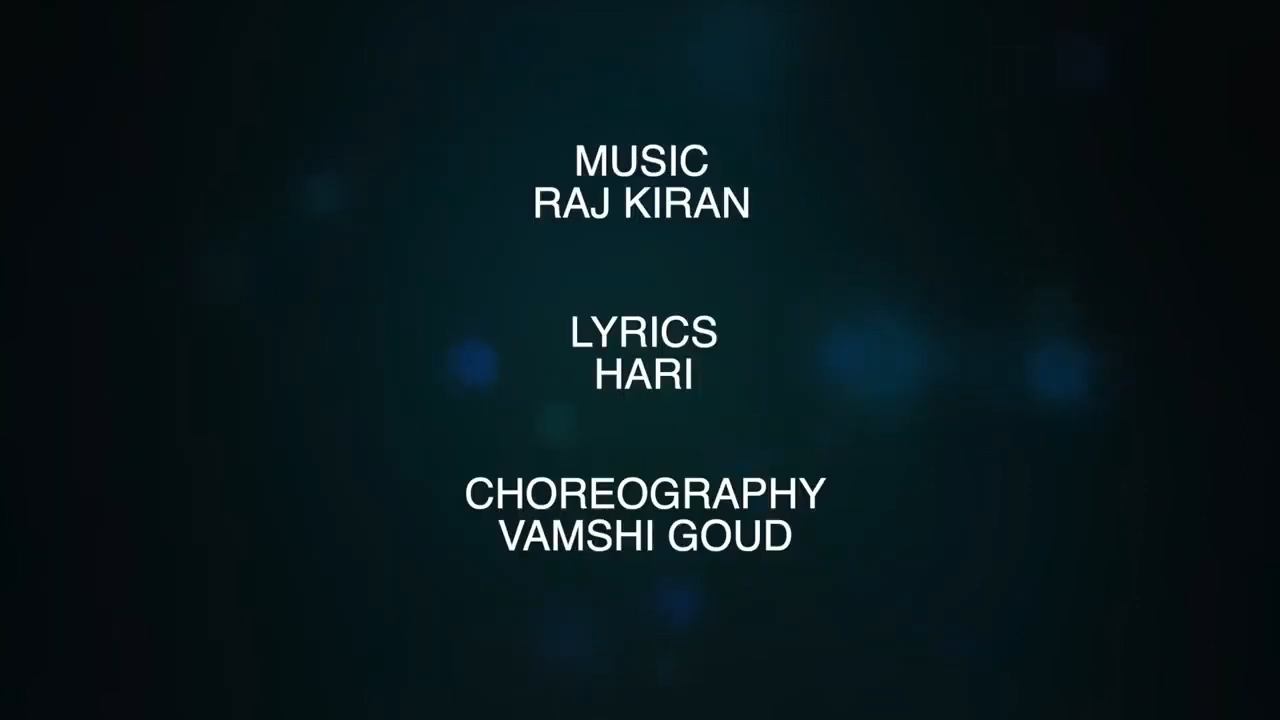 MUSIC
RAJ KIRAN
LYRICS
HARI
CHOREOGRAPHY
VAMSHI GOUD